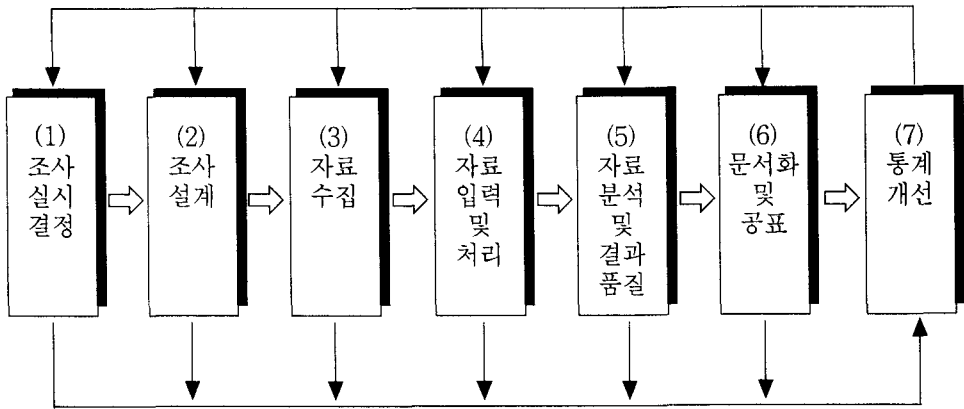 (1)
조사
실시
결정
(2)
조사
설계
(3)
자료
수집
(4)
자료
입력
및
처리
(5)
자료
분석
및
결과
품질
(6)
문서화
및
공표
(7)
통계
개선